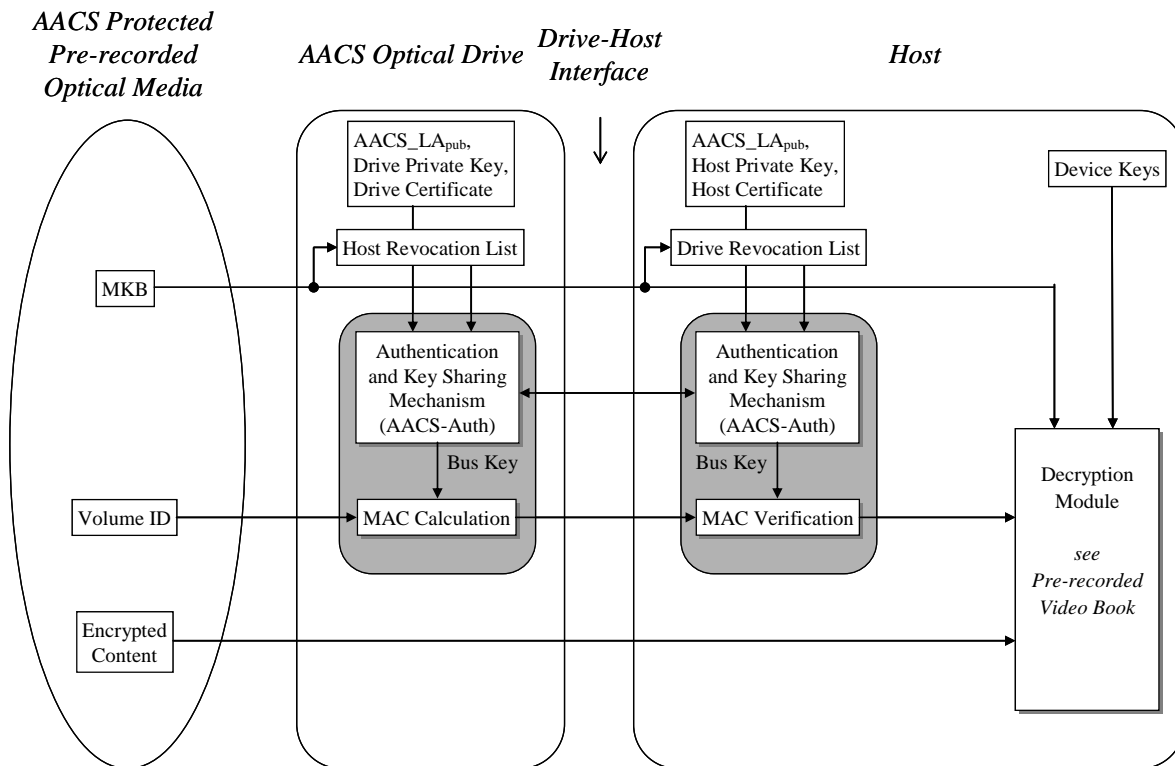 AACS Protected
Pre-recorded
Optical Media
AACS Optical Drive
Drive-Host
Interface
Host
AACS_LApub,
Drive Private Key,
Drive Certificate
AACS_LApub,
Host Private Key,
Host Certificate
Device Keys
Host Revocation List
Drive Revocation List
MKB
Authentication
and Key Sharing
Mechanism
(AACS-Auth)
Authentication
and Key Sharing
Mechanism
(AACS-Auth)
Bus Key
Bus Key
Volume ID
MAC Calculation
MAC Verification
Decryption
Module
see
Pre-recorded
Video Book
Encrypted
Content